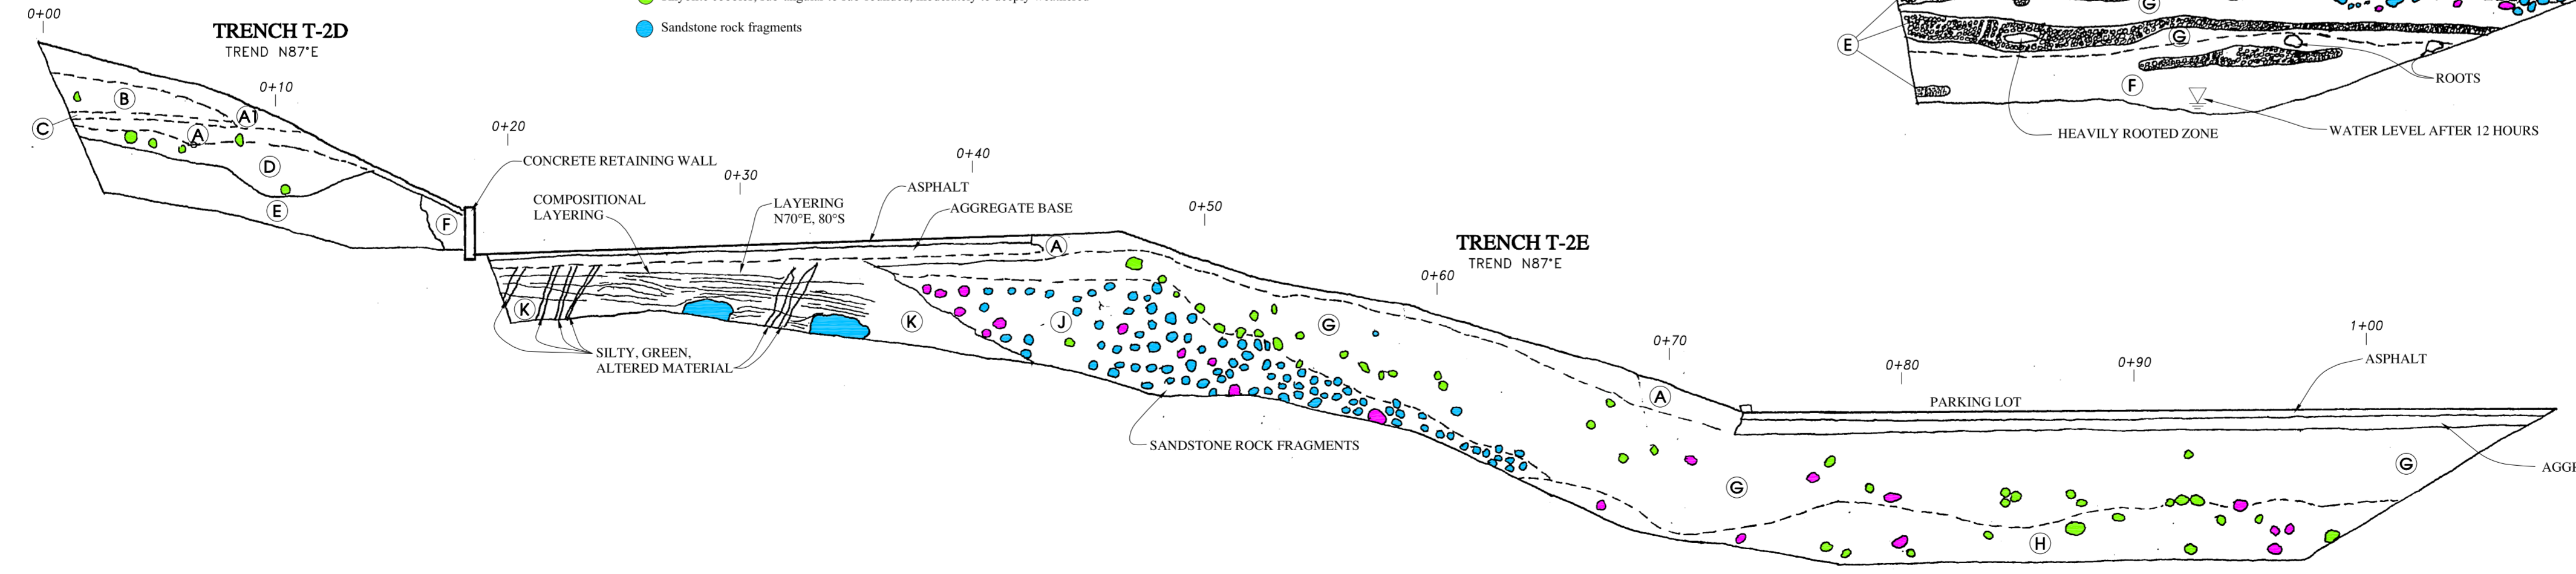 0+00
TRENCH T-2D
TREND N87°E
0+10
B
A1
C
A
D
E
F
Sandstone rock fragments
0+20
CONCRETE RETAINING WALL
0+30
COMPOSITIONAL
LAYERING
LAYERING
N70°E, 80°S
0+40
ASPHALT
AGGREGATE BASE
0+50
A
K
K
J
SILTY, GREEN,
ALTERED MATERIAL
SANDSTONE ROCK FRAGMENTS
TRENCH T-2E
TREND N87°E
0+60
G
0+70
A
G
0+80
PARKING LOT
0+90
1+00
ASPHALT
G
H
E
G
G
F
ROOTS
HEAVILY ROOTED ZONE
WATER LEVEL AFTER 12 HOURS